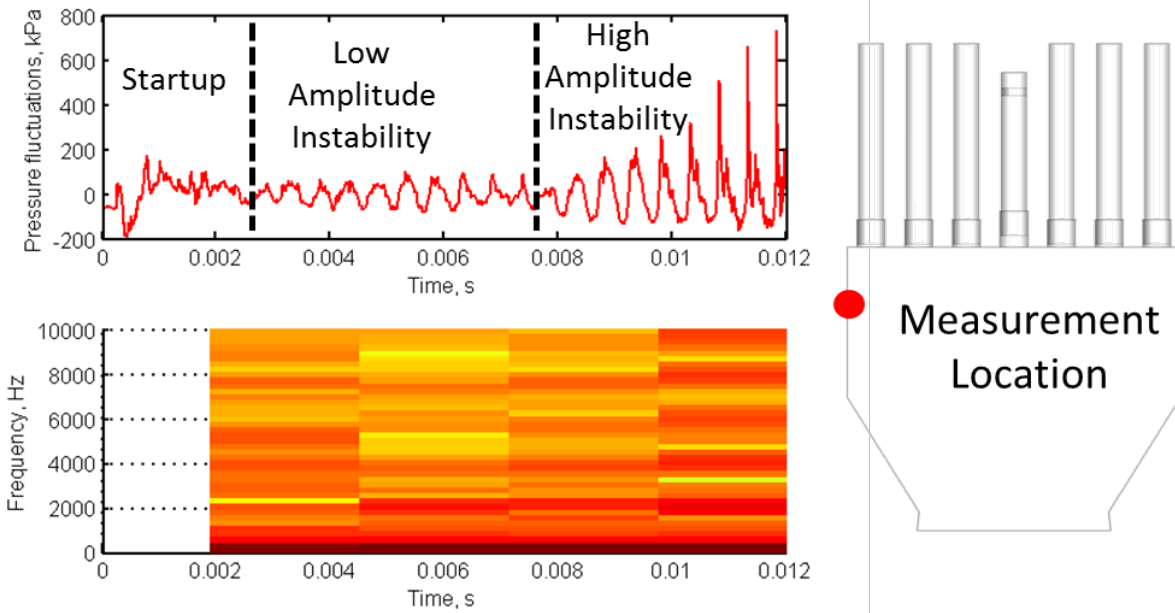 800
600
400
200
0
-200
Pressure fluctuations, kPa
Startup
Low
Amplitude
Instability
High
Amplitude
Instability
0 0.002 0.004 0.006 0.008 0.01 0.012
Time, s
10000
8000
6000
4000
2000
0
Frequency, Hz
0 0.002 0.004 0.006 0.008 0.01 0.012
Time, s
Measurement
Location